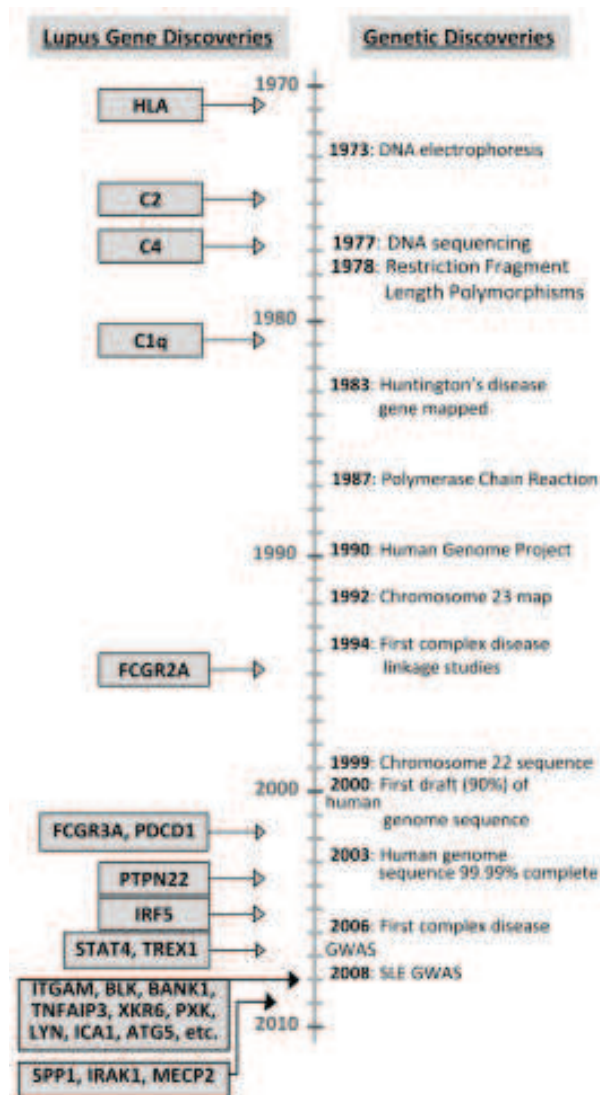 Lupus Gene Discoveries
Genetic Discoveries
1970
HLA
1973: DNA electrophoresis
C2
C4
1977: DNA sequencing
1978: Restriction Fragment
Length Polymorphisms
1980
C1q
1983: Huntington's disease
gene mapped
1987: Polymerase Chain Reaction
1990
1990: Human Genome Project
1992: Chromosome 23 map
1994: First complex disease
linkage studies
FCGR2A
1999: Chromosome 22 sequence
2000
2000: First draft (90%) of
human
genome sequence
FCGR3A, PDCD1
2003: Human genome
sequence 99.99% complete
PTPN22
IRF5
2006: First complex disease
GWAS
STAT4, TREX1
2008: SLE GWAS
ITGAM, BLK, BANK1,
TNFAIP3, XKR6, PXK,
LYN, ICA1, ATG5, etc.
2010
SPP1, IRAK1, MECP2